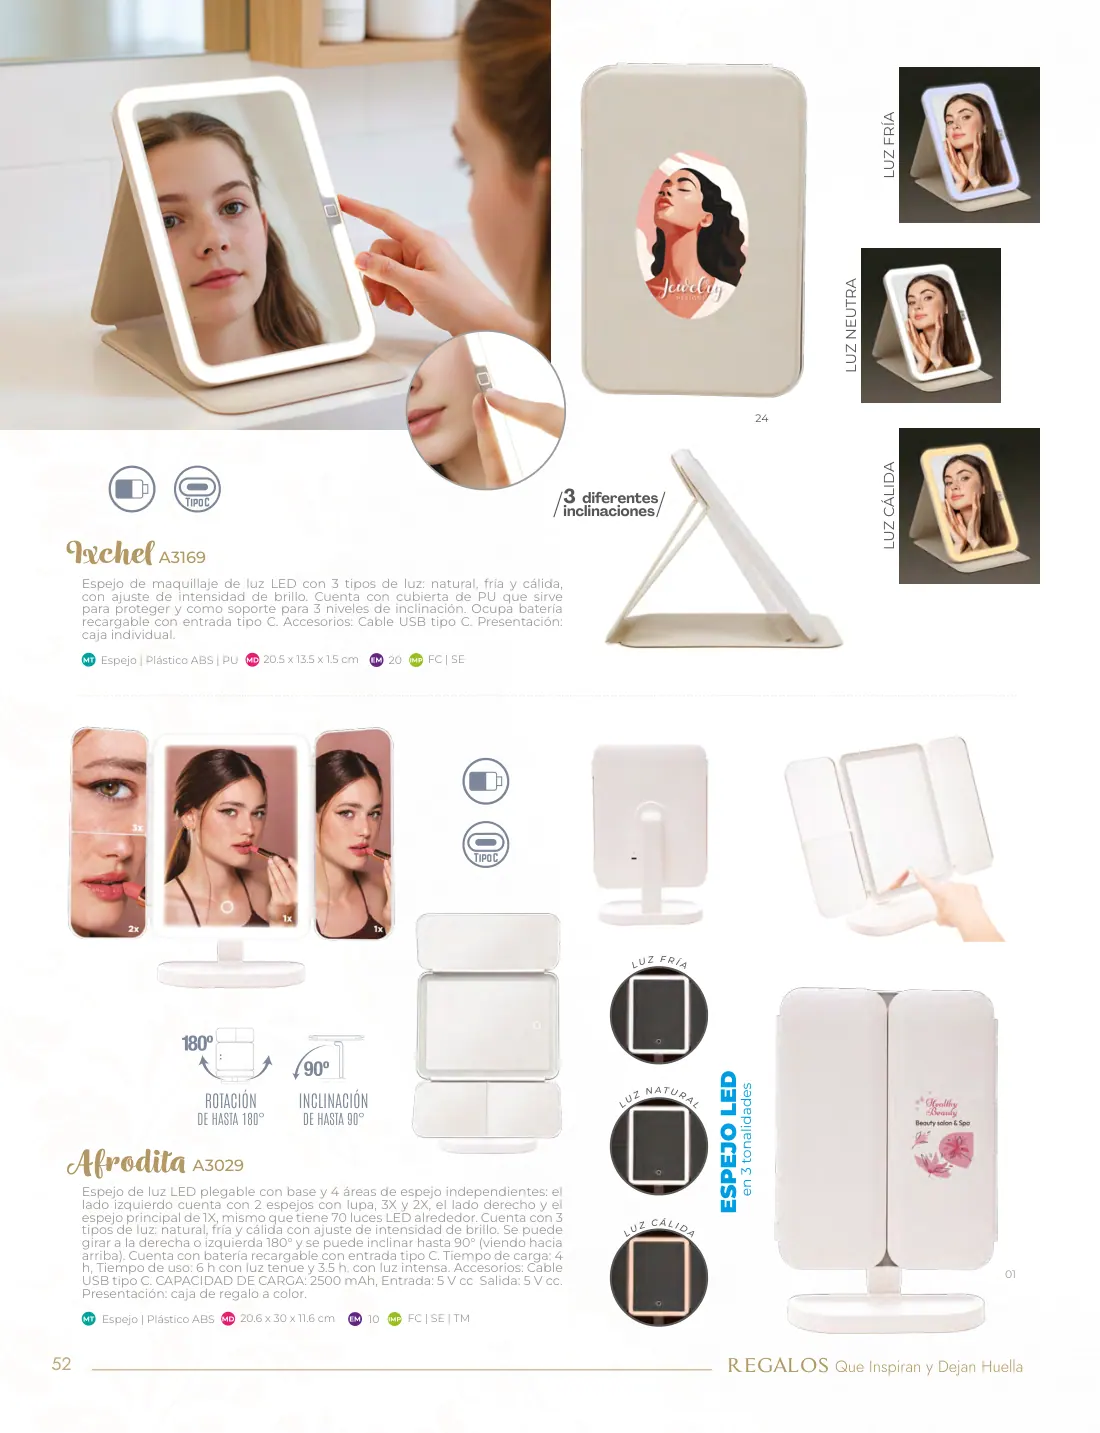 LUZ FRÍA
Jewelry
LUZ NEUTRA
24
LUZ CÁLIDA
TIPO C
/3 diferentes/
/inclinaciones/
Ixchel A3169
Espejo de maquillaje de luz LED con 3 tipos de luz: natural, fría y cálida,
con ajuste de intensidad de brillo. Cuenta con cubierta de PU que sirve
para proteger y como soporte para 3 niveles de inclinación. Ocupa batería
recargable con entrada tipo C. Accesorios: Cable USB tipo C. Presentación:
caja individual.
MT Espejo | Plástico ABS | PU MD 20.5 x 13.5 x 1.5 cm EM 20 IMP FC | SE
3x
2x
1x
1x
TIPO C
LUZ FRÍA
180º
90º
ROTACIÓN
DE HASTA 180°
INCLINACIÓN
DE HASTA 90°
LUZ NATURAL
ESPEJO LED
en 3 tonalidades
Healthy
Beauty
Beauty salon & Spa
LUZ CÁLIDA
Afrodita A3029
Espejo de luz LED plegable con base y 4 áreas de espejo independientes: el
lado izquierdo cuenta con 2 espejos con lupa, 3X y 2X, el lado derecho y el
espejo principal de 1X, mismo que tiene 70 luces LED alrededor. Cuenta con 3
tipos de luz: natural, fría y cálida con ajuste de intensidad de brillo. Se puede
girar a la derecha o izquierda 180° y se puede inclinar hasta 90° (viendo hacia
arriba). Cuenta con batería recargable con entrada tipo C. Tiempo de carga: 4
h, Tiempo de uso: 6 h con luz tenue y 3.5 h. con luz intensa. Accesorios: Cable
USB tipo C. CAPACIDAD DE CARGA: 2500 mAh, Entrada: 5 V cc Salida: 5 V cc.
Presentación: caja de regalo a color.
01
MT Espejo | Plástico ABS MD 20.6 x 30 x 11.6 cm EM 10 IMP FC | SE | TM
52
REGALOS Que Inspiran y Dejan Huella